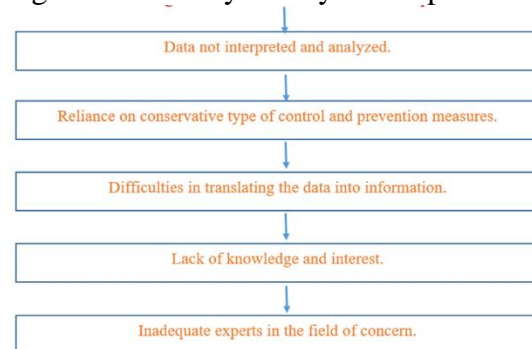 Data not interpreted and analyzed.
Reliance on conservative type of control and prevention measures.
Difficulties in translating the data into information.
Lack of knowledge and interest.
Inadequate experts in the field of concern.